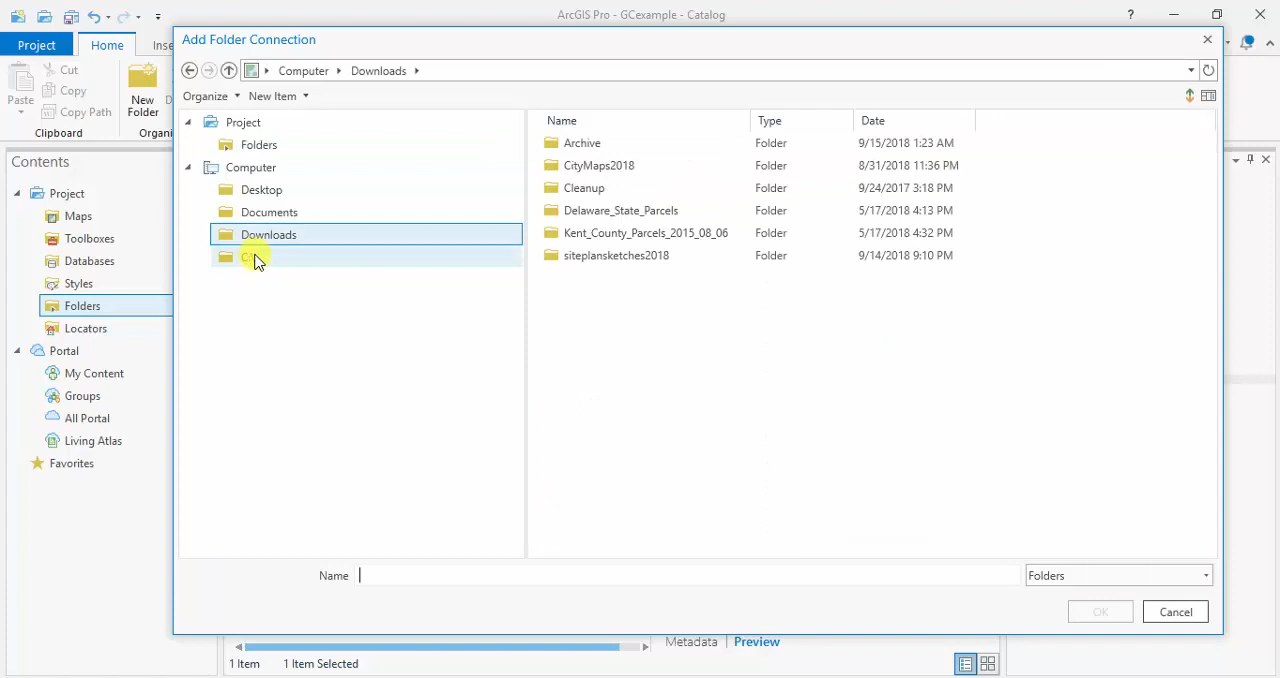 ArcGIS Pro - GCexample - Catalog
?
Project
Home
Inse
Paste
Cut
Copy
Copy Path
Clipboard
New
Folder
Organi
Contents
Project
Maps
Toolboxes
Databases
Styles
Folders
Locators
Portal
My Content
Groups
All Portal
Living Atlas
Favorites
Add Folder Connection
Computer
Downloads
Organize
New Item
Project
Folders
Computer
Desktop
Documents
Downloads
Name Type Date
Archive Folder 9/15/2018 1:23 AM
CityMaps2018 Folder 8/31/2018 11:36 PM
Cleanup Folder 9/24/2017 3:18 PM
Delaware_State_Parcels Folder 5/17/2018 4:13 PM
Kent_County_Parcels_2015_08_06 Folder 5/17/2018 4:32 PM
siteplansketches2018 Folder 9/14/2018 9:10 PM
Name
Folders
OK
Cancel
Metadata
Preview
1 Item
1 Item Selected